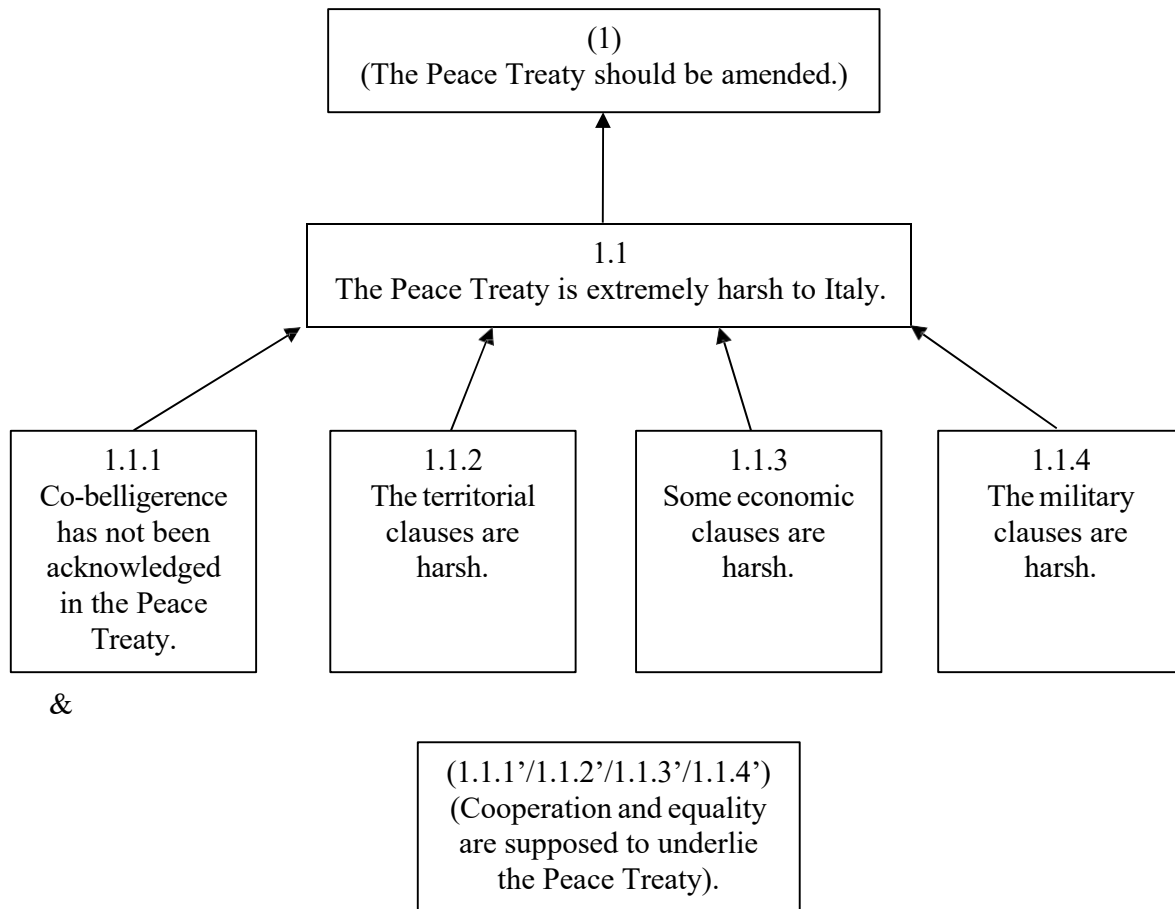 (1)
(The Peace Treaty should be amended.)
1.1
The Peace Treaty is extremely harsh to Italy.
1.1.1
Co-belligerence
has not been
acknowledged
in the Peace
Treaty.
1.1.2
The territorial
clauses are
harsh.
1.1.3
Some economic
clauses are
harsh.
1.1.4
The military
clauses are
harsh.
&
(1.1.1’/1.1.2’/1.1.3’/1.1.4’)
(Cooperation and equality
are supposed to underlie
the Peace Treaty).